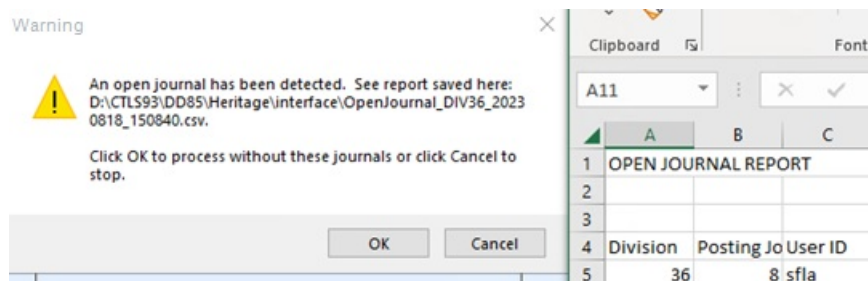 Warning
An open journal has been detected. See report saved here:
D:\CTLS93\DD85\Heritage\interface\OpenJournal_DIV36_2023
0818_150840.csv.
Click OK to process without these journals or click Cancel to
stop.
OK Cancel
Clipboard Font
A11
A B C
1 OPEN JOURNAL REPORT
2
3
4 Division Posting Jo User ID
5 36 8 sfla